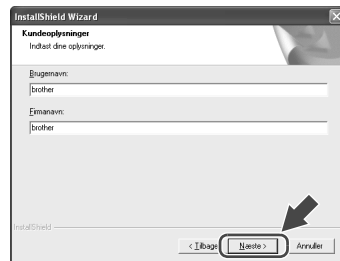 InstallShield Wizard
Kundeoplysninger
Indtast dine oplysninger.
Brugernavn:
brother
Firmanavn:
brother
InstallShield
< Tilbage Næste > Annuller